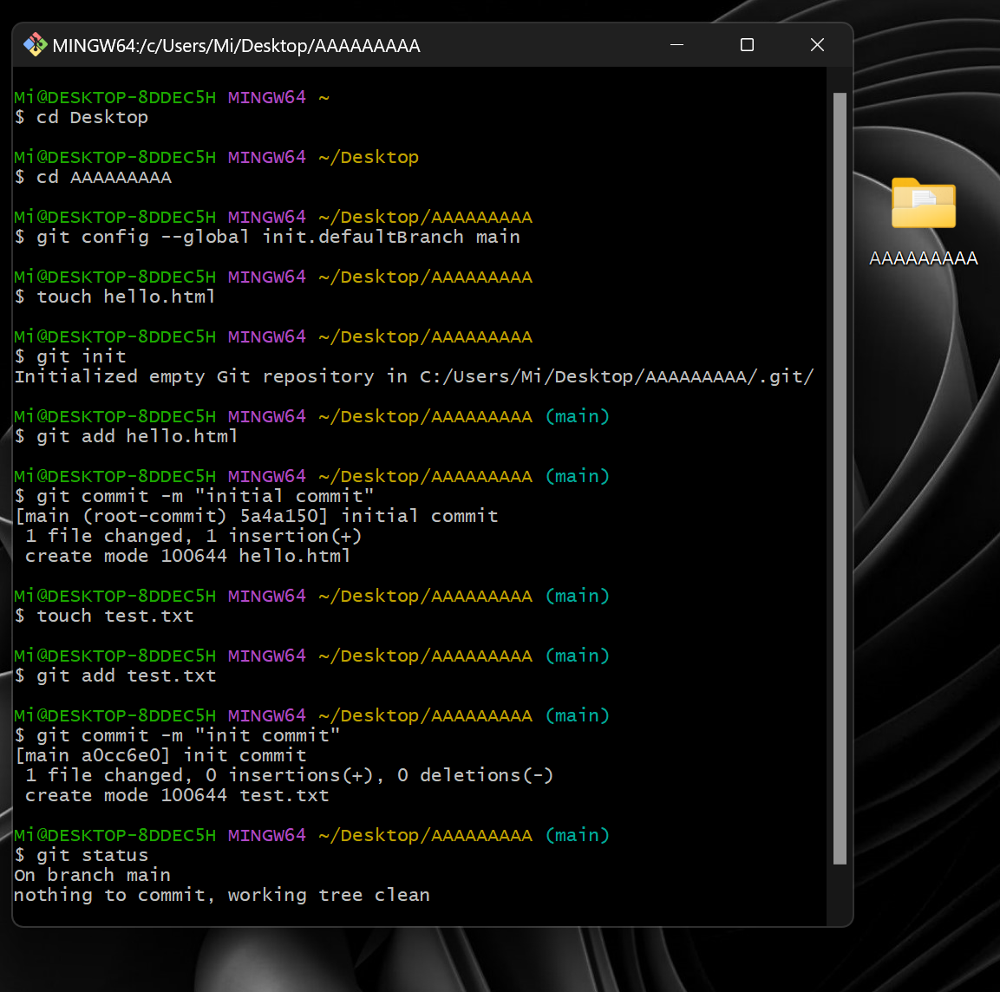 MINGW64:/c/Users/Mi/Desktop/AAAAAAAAA
Mi@DESKTOP-8DDEC5H MINGW64 ~
$ cd Desktop
Mi@DESKTOP-8DDEC5H MINGW64 ~/Desktop
$ cd AAAAAAAAA
Mi@DESKTOP-8DDEC5H MINGW64 ~/Desktop/AAAAAAAAA
$ git config --global init.defaultBranch main
Mi@DESKTOP-8DDEC5H MINGW64 ~/Desktop/AAAAAAAAA
$ touch hello.html
Mi@DESKTOP-8DDEC5H MINGW64 ~/Desktop/AAAAAAAAA
$ git init
Initialized empty Git repository in C:/Users/Mi/Desktop/AAAAAAAAA/.git/
Mi@DESKTOP-8DDEC5H MINGW64 ~/Desktop/AAAAAAAAA (main)
$ git add hello.html
Mi@DESKTOP-8DDEC5H MINGW64 ~/Desktop/AAAAAAAAA (main)
$ git commit -m "initial commit"
[main (root-commit) 5a4a150] initial commit
1 file changed, 1 insertion(+)
create mode 100644 hello.html
Mi@DESKTOP-8DDEC5H MINGW64 ~/Desktop/AAAAAAAAA (main)
$ touch test.txt
Mi@DESKTOP-8DDEC5H MINGW64 ~/Desktop/AAAAAAAAA (main)
$ git add test.txt
Mi@DESKTOP-8DDEC5H MINGW64 ~/Desktop/AAAAAAAAA (main)
$ git commit -m "init commit"
[main a0cc6e0] init commit
1 file changed, 0 insertions(+), 0 deletions(-)
create mode 100644 test.txt
Mi@DESKTOP-8DDEC5H MINGW64 ~/Desktop/AAAAAAAAA (main)
$ git status
On branch main
nothing to commit, working tree clean
AAAAAAAAA